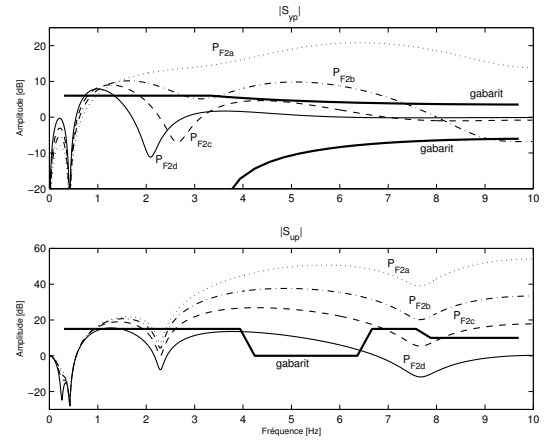 |S_yp|
Amplitude [dB]
20
10
0
−10
−20
P_F2a
P_F2b
gabarit
P_F2c
P_F2d
gabarit
0 1 2 3 4 5 6 7 8 9 10
|S_up|
Amplitude [dB]
60
40
20
0
−20
P_F2a
P_F2b
P_F2c
gabarit
P_F2d
0 1 2 3 4 5 6 7 8 9 10
Fréquence [Hz]